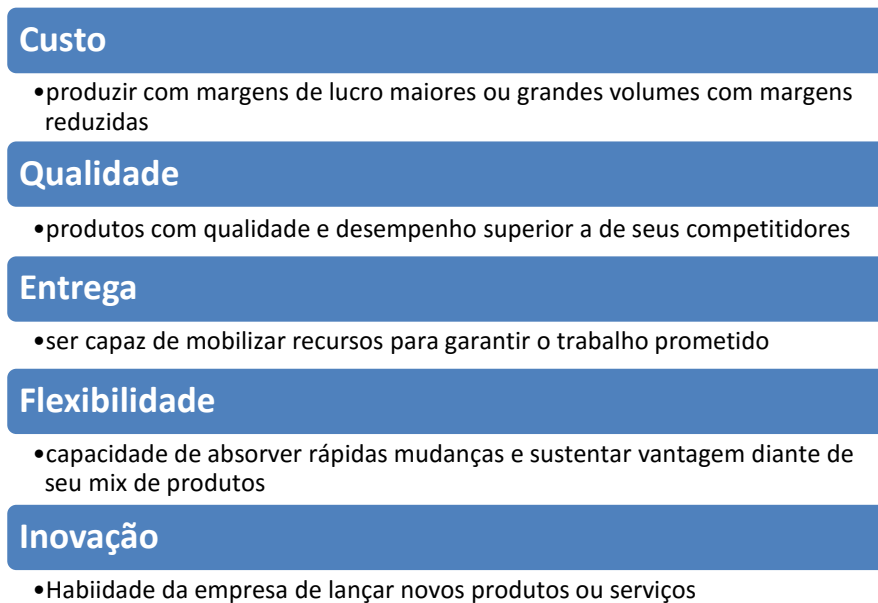 Custo
•produzir com margens de lucro maiores ou grandes volumes com margens
reduzidas
Qualidade
•produtos com qualidade e desempenho superior a de seus competitidores
Entrega
•ser capaz de mobilizar recursos para garantir o trabalho prometido
Flexibilidade
•capacidade de absorver rápidas mudanças e sustentar vantagem diante de
seu mix de produtos
Inovação
•Habiidade da empresa de lançar novos produtos ou serviços